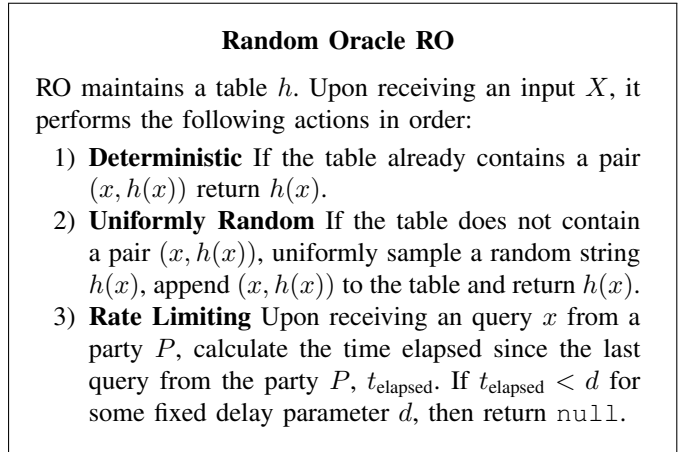 Random Oracle RO
RO maintains a table h. Upon receiving an input X, it
performs the following actions in order:
1) Deterministic If the table already contains a pair
(x, h(x)) return h(x).
2) Uniformly Random If the table does not contain
a pair (x, h(x)), uniformly sample a random string
h(x), append (x, h(x)) to the table and return h(x).
3) Rate Limiting Upon receiving an query x from a
party P, calculate the time elapsed since the last
query from the party P, t_elapsed. If t_elapsed < d for
some fixed delay parameter d, then return null.